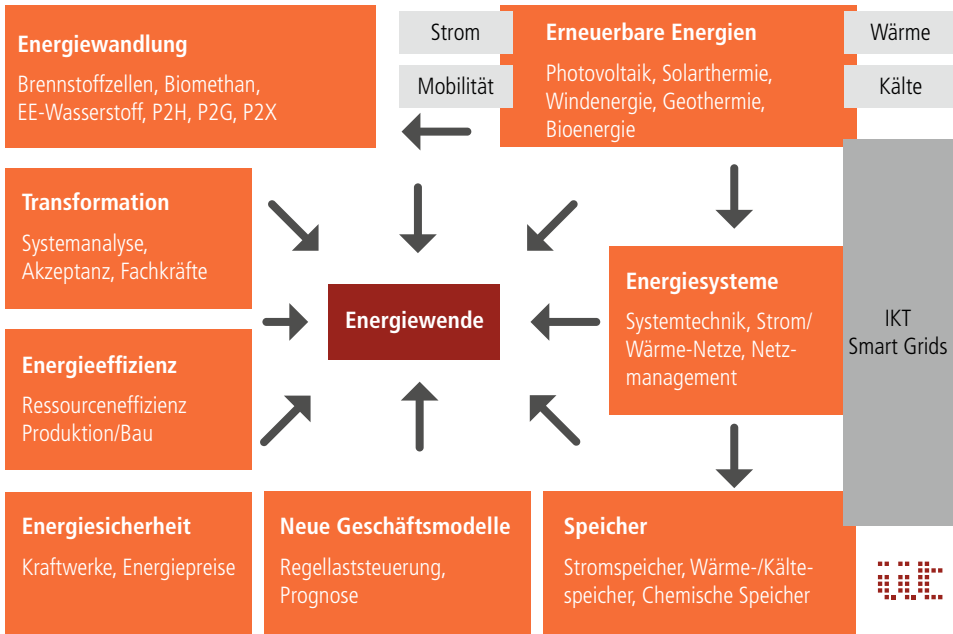 Energiewandlung
Brennstoffzellen, Biomethan,
EE-Wasserstoff, P2H, P2G, P2X
Strom
Mobilität
Erneuerbare Energien
Photovoltaik, Solarthermie,
Windenergie, Geothermie,
Bioenergie
Wärme
Kälte
Transformation
Systemanalyse,
Akzeptanz, Fachkräfte
Energiewende
Energiesysteme
Systemtechnik, Strom/
Wärme-Netze, Netz-
management
IKT
Smart Grids
Energieeffizienz
Ressourceneffizienz
Produktion/Bau
Energiesicherheit
Kraftwerke, Energiepreise
Neue Geschäftsmodelle
Regellaststeuerung,
Prognose
Speicher
Stromspeicher, Wärme-/Kälte-
speicher, Chemische Speicher